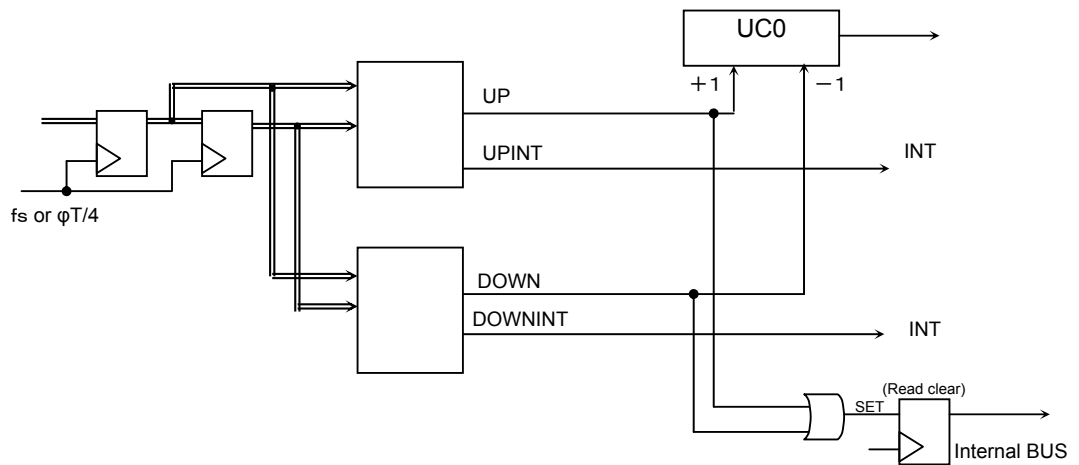 UC0
+1
−1
UP
UPINT
INT
fs or φT/4
DOWN
DOWNINT
INT
(Read clear)
SET
Internal BUS